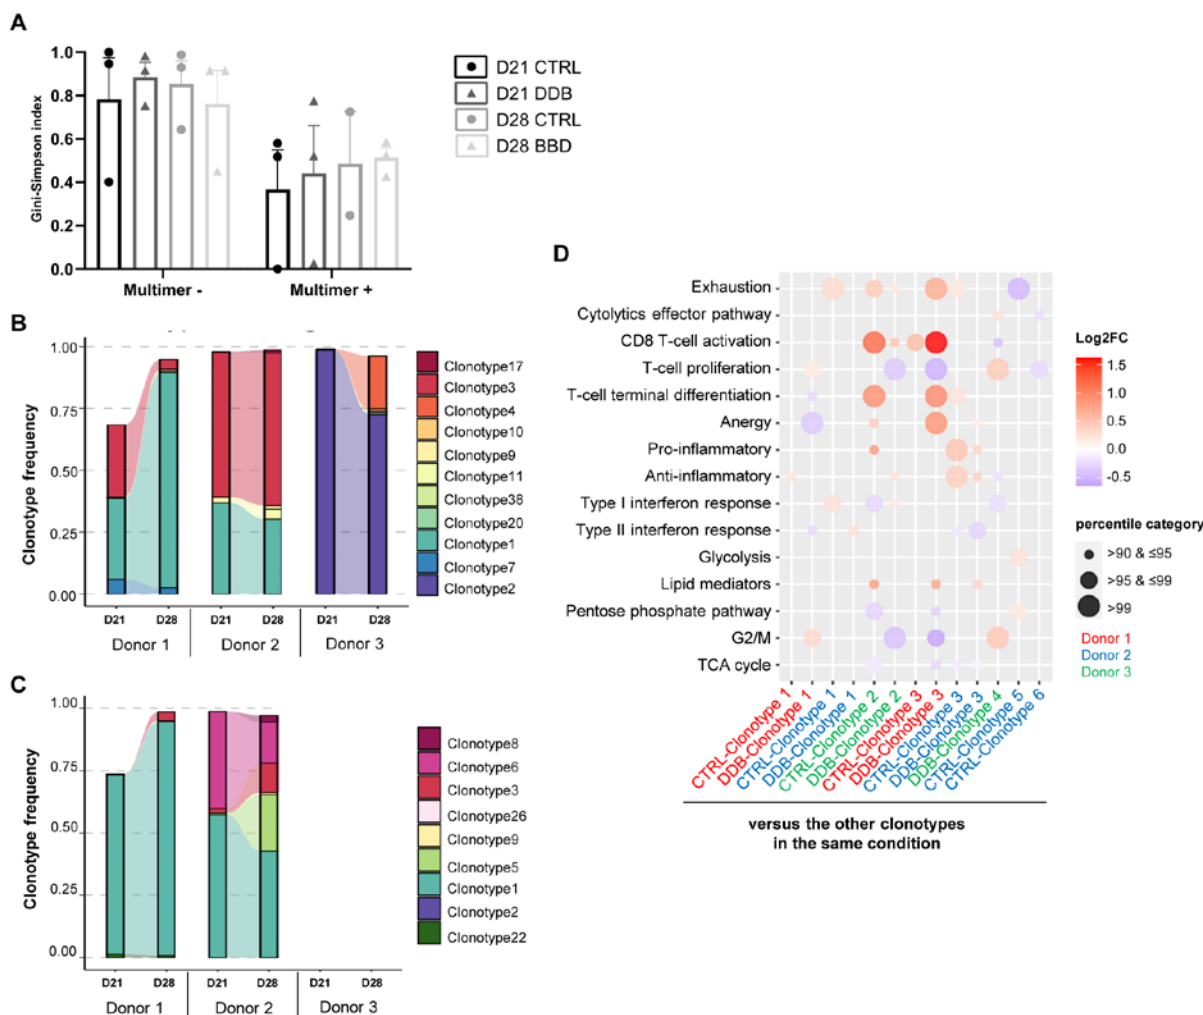 A
Gini-Simpson index
1.0
0.8
0.6
0.4
0.2
0.0
Multimer -
Multimer +
D21 CTRL
D21 DDB
D28 CTRL
D28 BBD
B
Clonotype frequency
1.00
0.75
0.50
0.25
0.00
D21
D28
D21
D28
D21
D28
Donor 1
Donor 2
Donor 3
Clonotype17
Clonotype3
Clonotype4
Clonotype10
Clonotype9
Clonotype11
Clonotype38
Clonotype20
Clonotype1
Clonotype7
Clonotype2
C
Clonotype frequency
1.00
0.75
0.50
0.25
0.00
D21
D28
D21
D28
D21
D28
Donor 1
Donor 2
Donor 3
Clonotype8
Clonotype6
Clonotype3
Clonotype26
Clonotype9
Clonotype5
Clonotype1
Clonotype2
Clonotype22
D
Exhaustion
Cytolytics effector pathway
CD8 T-cell activation
T-cell proliferation
T-cell terminal differentiation
Anergy
Pro-inflammatory
Anti-inflammatory
Type I interferon response
Type II interferon response
Glycolysis
Lipid mediators
Pentose phosphate pathway
G2/M
TCA cycle
CTRL-Clonotype 1
DDB-Clonotype 1
CTRL-Clonotype 1
DDB-Clonotype 1
CTRL-Clonotype 2
DDB-Clonotype 2
CTRL-Clonotype 3
DDB-Clonotype 3
CTRL-Clonotype 3
DDB-Clonotype 3
DDB-Clonotype 4
CTRL-Clonotype 5
CTRL-Clonotype 6
versus the other clonotypes
in the same condition
Log2FC
1.5
1.0
0.5
0.0
-0.5
percentile category
>90 & ≤95
>95 & ≤99
>99
Donor 1
Donor 2
Donor 3